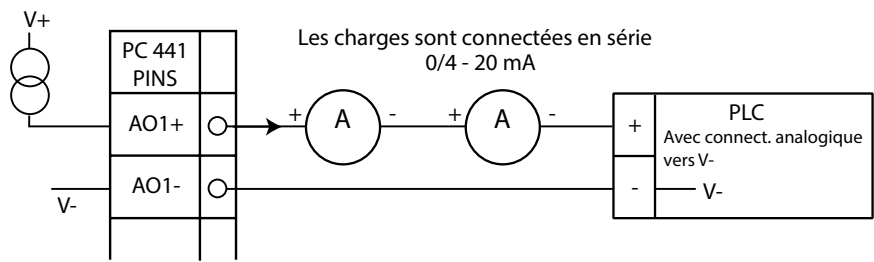 V+
PC 441
PINS
Les charges sont connectées en série
0/4 - 20 mA
AO1+
+ A - + A -
+
PLC
Avec connect. analogique
vers V-
AO1-
V-
-
V-